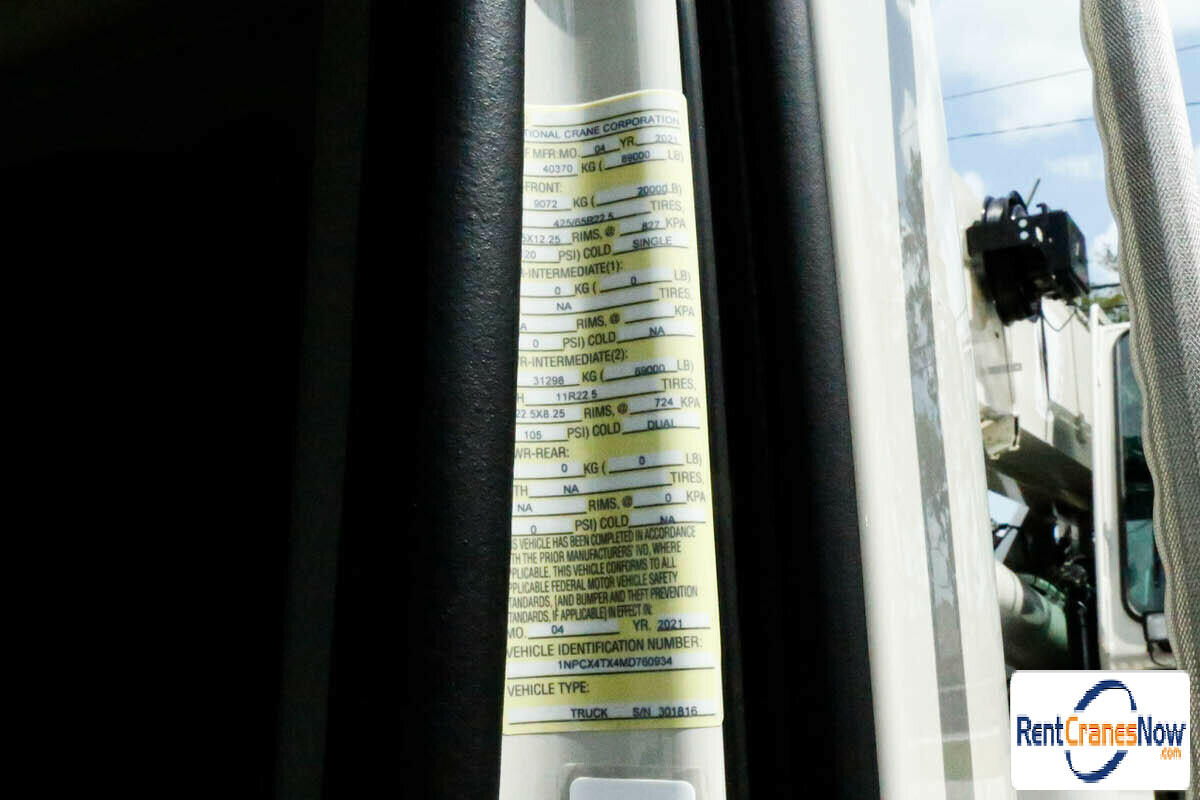 TIONAL CRANE CORPORATION
F MFR: MO. 04 YR. 2021
40370 KG ( 89000 LB)
FRONT:
9072 KG ( 20000 LB)
425/65R22.5 TIRES,
5X12.25 RIMS, @ 827 KPA
20 PSI) COLD SINGLE
R-INTERMEDIATE(1):
0 KG ( 0 LB)
NA TIRES,
A RIMS, @ KPA
0 PSI) COLD NA
WR-INTERMEDIATE(2):
31298 KG ( 69000 LB)
H 11R22.5 TIRES,
22.5X8.25 RIMS, @ 724 KPA
105 PSI) COLD DUAL
WR-REAR:
0 KG ( 0 LB)
TH NA TIRES,
NA RIMS, @ 0 KPA
0 PSI) COLD NA
S VEHICLE HAS BEEN COMPLETED IN ACCORDANCE
TH THE PRIOR MANUFACTURERS' IVD, WHERE
PPLICABLE. THIS VEHICLE CONFORMS TO ALL
PPLICABLE FEDERAL MOTOR VEHICLE SAFETY
TANDARDS, [AND BUMPER AND THEFT PREVENTION
TANDARDS, IF APPLICABLE] IN EFFECT IN:
MO. 04 YR. 2021
VEHICLE IDENTIFICATION NUMBER:
1NPCX4TX4MD760934
VEHICLE TYPE:
TRUCK S/N 301816
RentCranesNow
.com